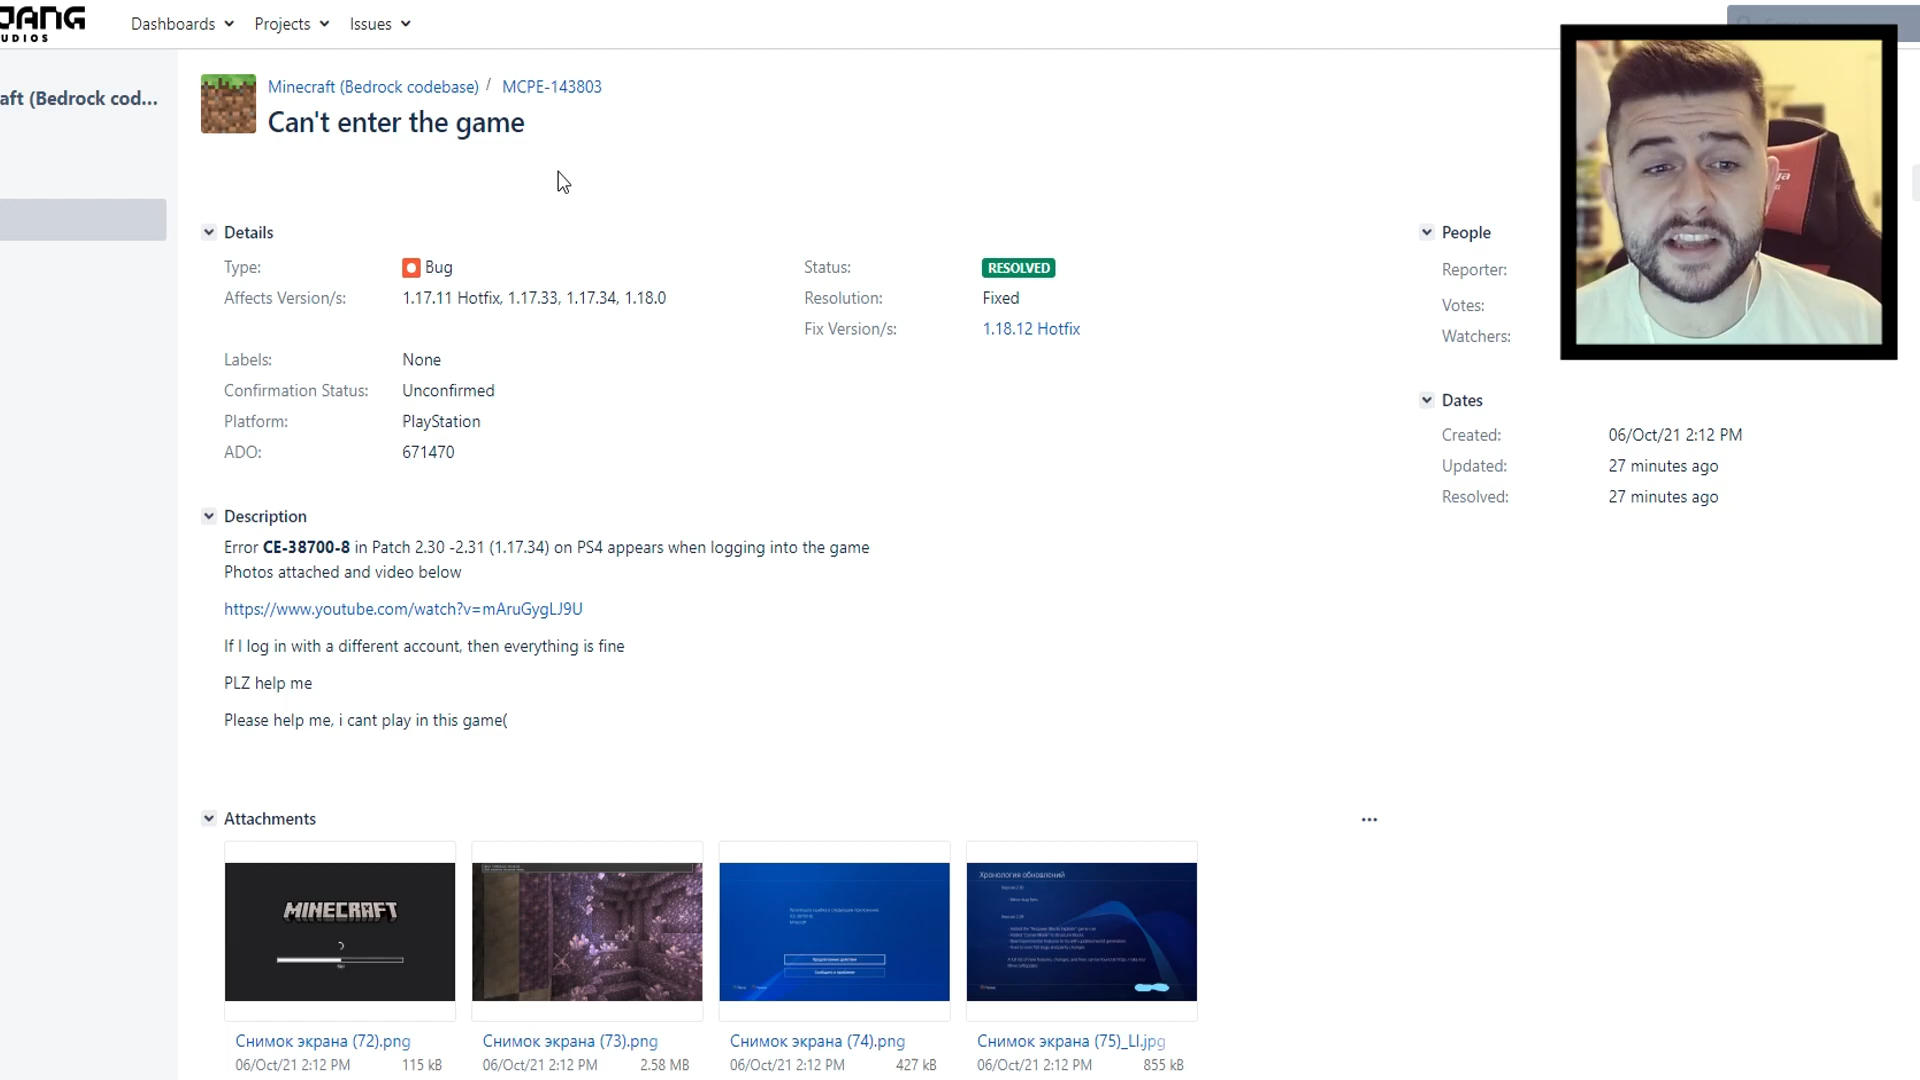 JANG
UDIOS
Dashboards
Projects
Issues
aft (Bedrock cod...
Minecraft (Bedrock codebase) / MCPE-143803
Can't enter the game
Details
Type: Bug
Status: RESOLVED
Affects Version/s: 1.17.11 Hotfix, 1.17.33, 1.17.34, 1.18.0
Resolution: Fixed
Fix Version/s: 1.18.12 Hotfix
Labels: None
Confirmation Status: Unconfirmed
Platform: PlayStation
ADO: 671470
People
Reporter:
Votes:
Watchers:
Dates
Created: 06/Oct/21 2:12 PM
Updated: 27 minutes ago
Resolved: 27 minutes ago
Description
Error CE-38700-8 in Patch 2.30 -2.31 (1.17.34) on PS4 appears when logging into the game
Photos attached and video below
https://www.youtube.com/watch?v=mAruGygLJ9U
If I log in with a different account, then everything is fine
PLZ help me
Please help me, i cant play in this game(
Attachments
MINECRAFT
Хронология обновлений
Снимок экрана (72).png
06/Oct/21 2:12 PM 115 kB
Снимок экрана (73).png
06/Oct/21 2:12 PM 2.58 MB
Снимок экрана (74).png
06/Oct/21 2:12 PM 427 kB
Снимок экрана (75)_LI.jpg
06/Oct/21 2:12 PM 855 kB